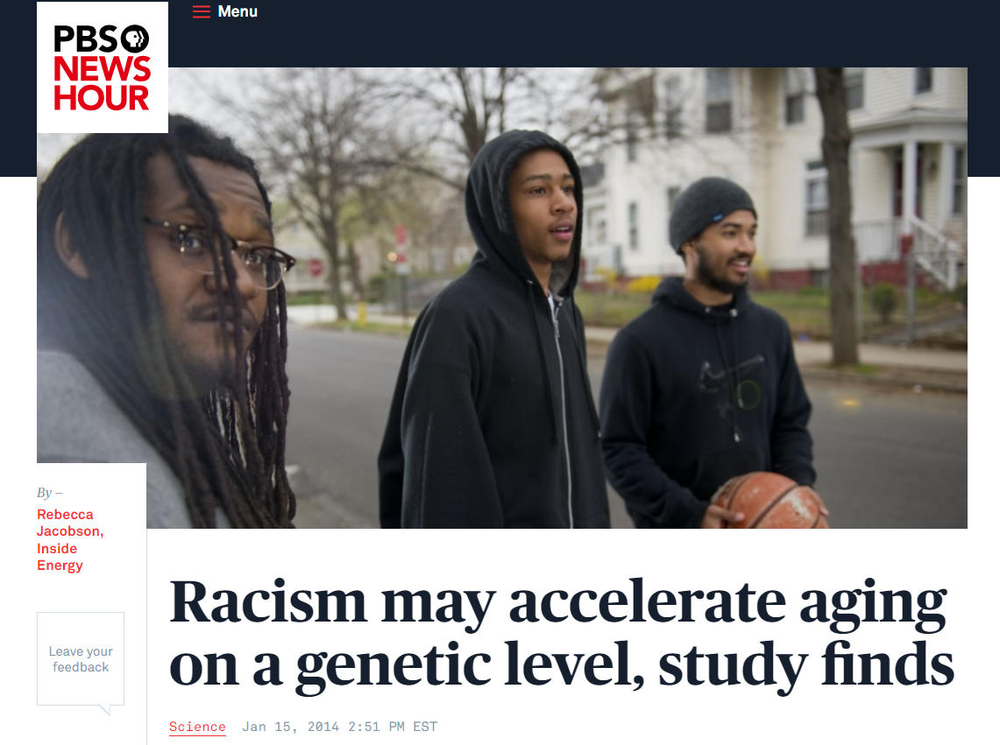 PBS
NEWS
HOUR
Menu
By –
Rebecca
Jacobson,
Inside
Energy
Leave your
feedback
Racism may accelerate aging
on a genetic level, study finds
Science Jan 15, 2014 2:51 PM EST